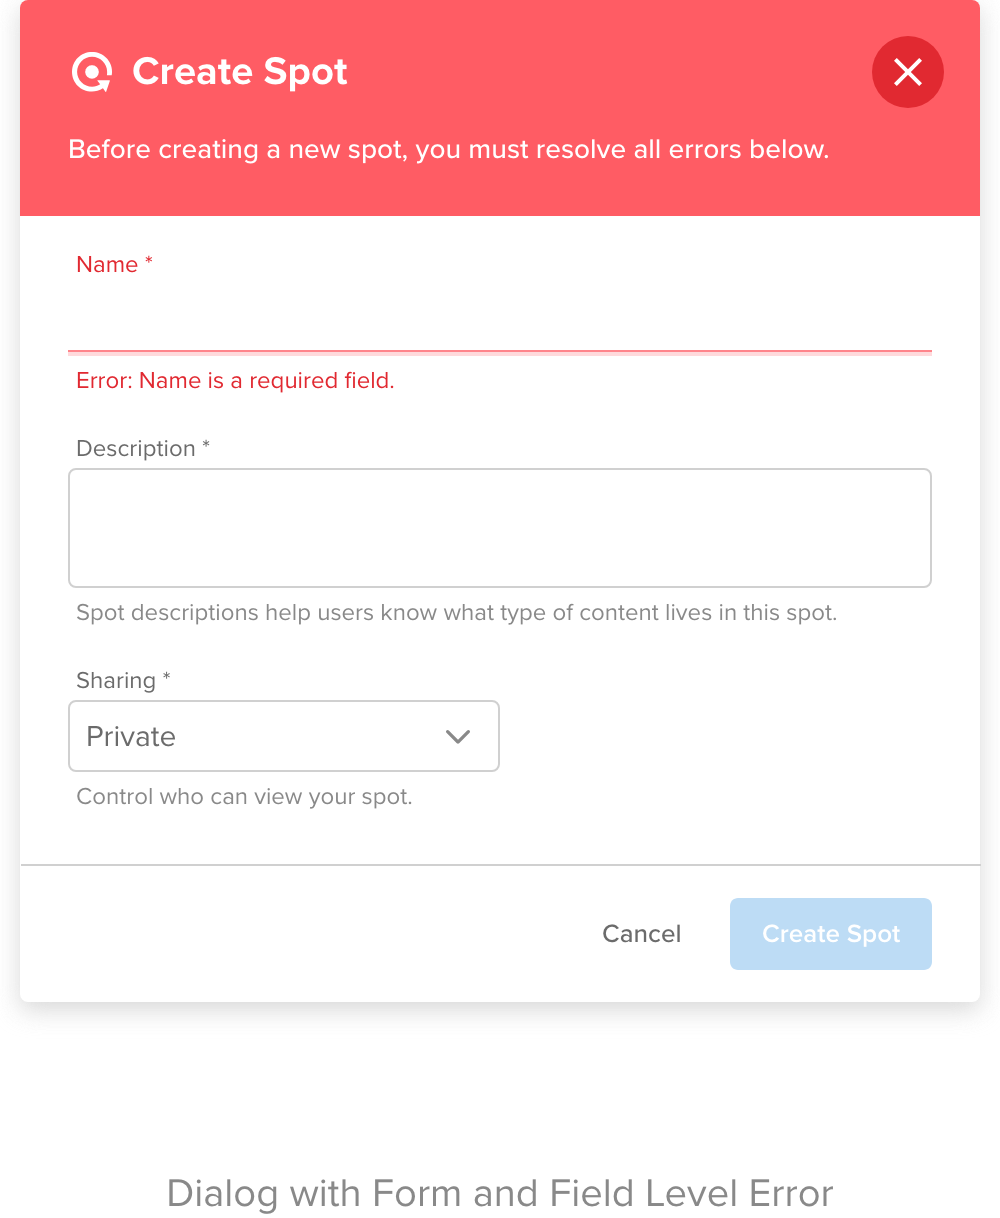 Create Spot
Before creating a new spot, you must resolve all errors below.
Name *
Error: Name is a required field.
Description *
Spot descriptions help users know what type of content lives in this spot.
Sharing *
Private
Control who can view your spot.
Cancel
Create Spot
Dialog with Form and Field Level Error